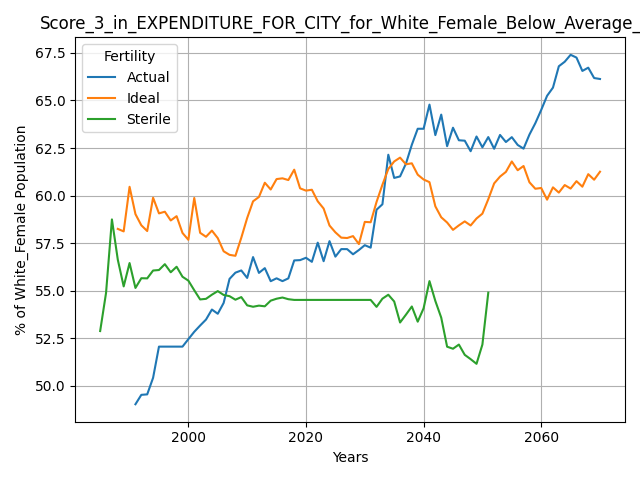 Score_3_in_EXPENDITURE_FOR_CITY_for_White_Female_Below_Average_
67.5
65.0
62.5
60.0
57.5
55.0
52.5
50.0
% of White_Female Population
Fertility
Actual
Ideal
Sterile
2000
2020
2040
2060
Years